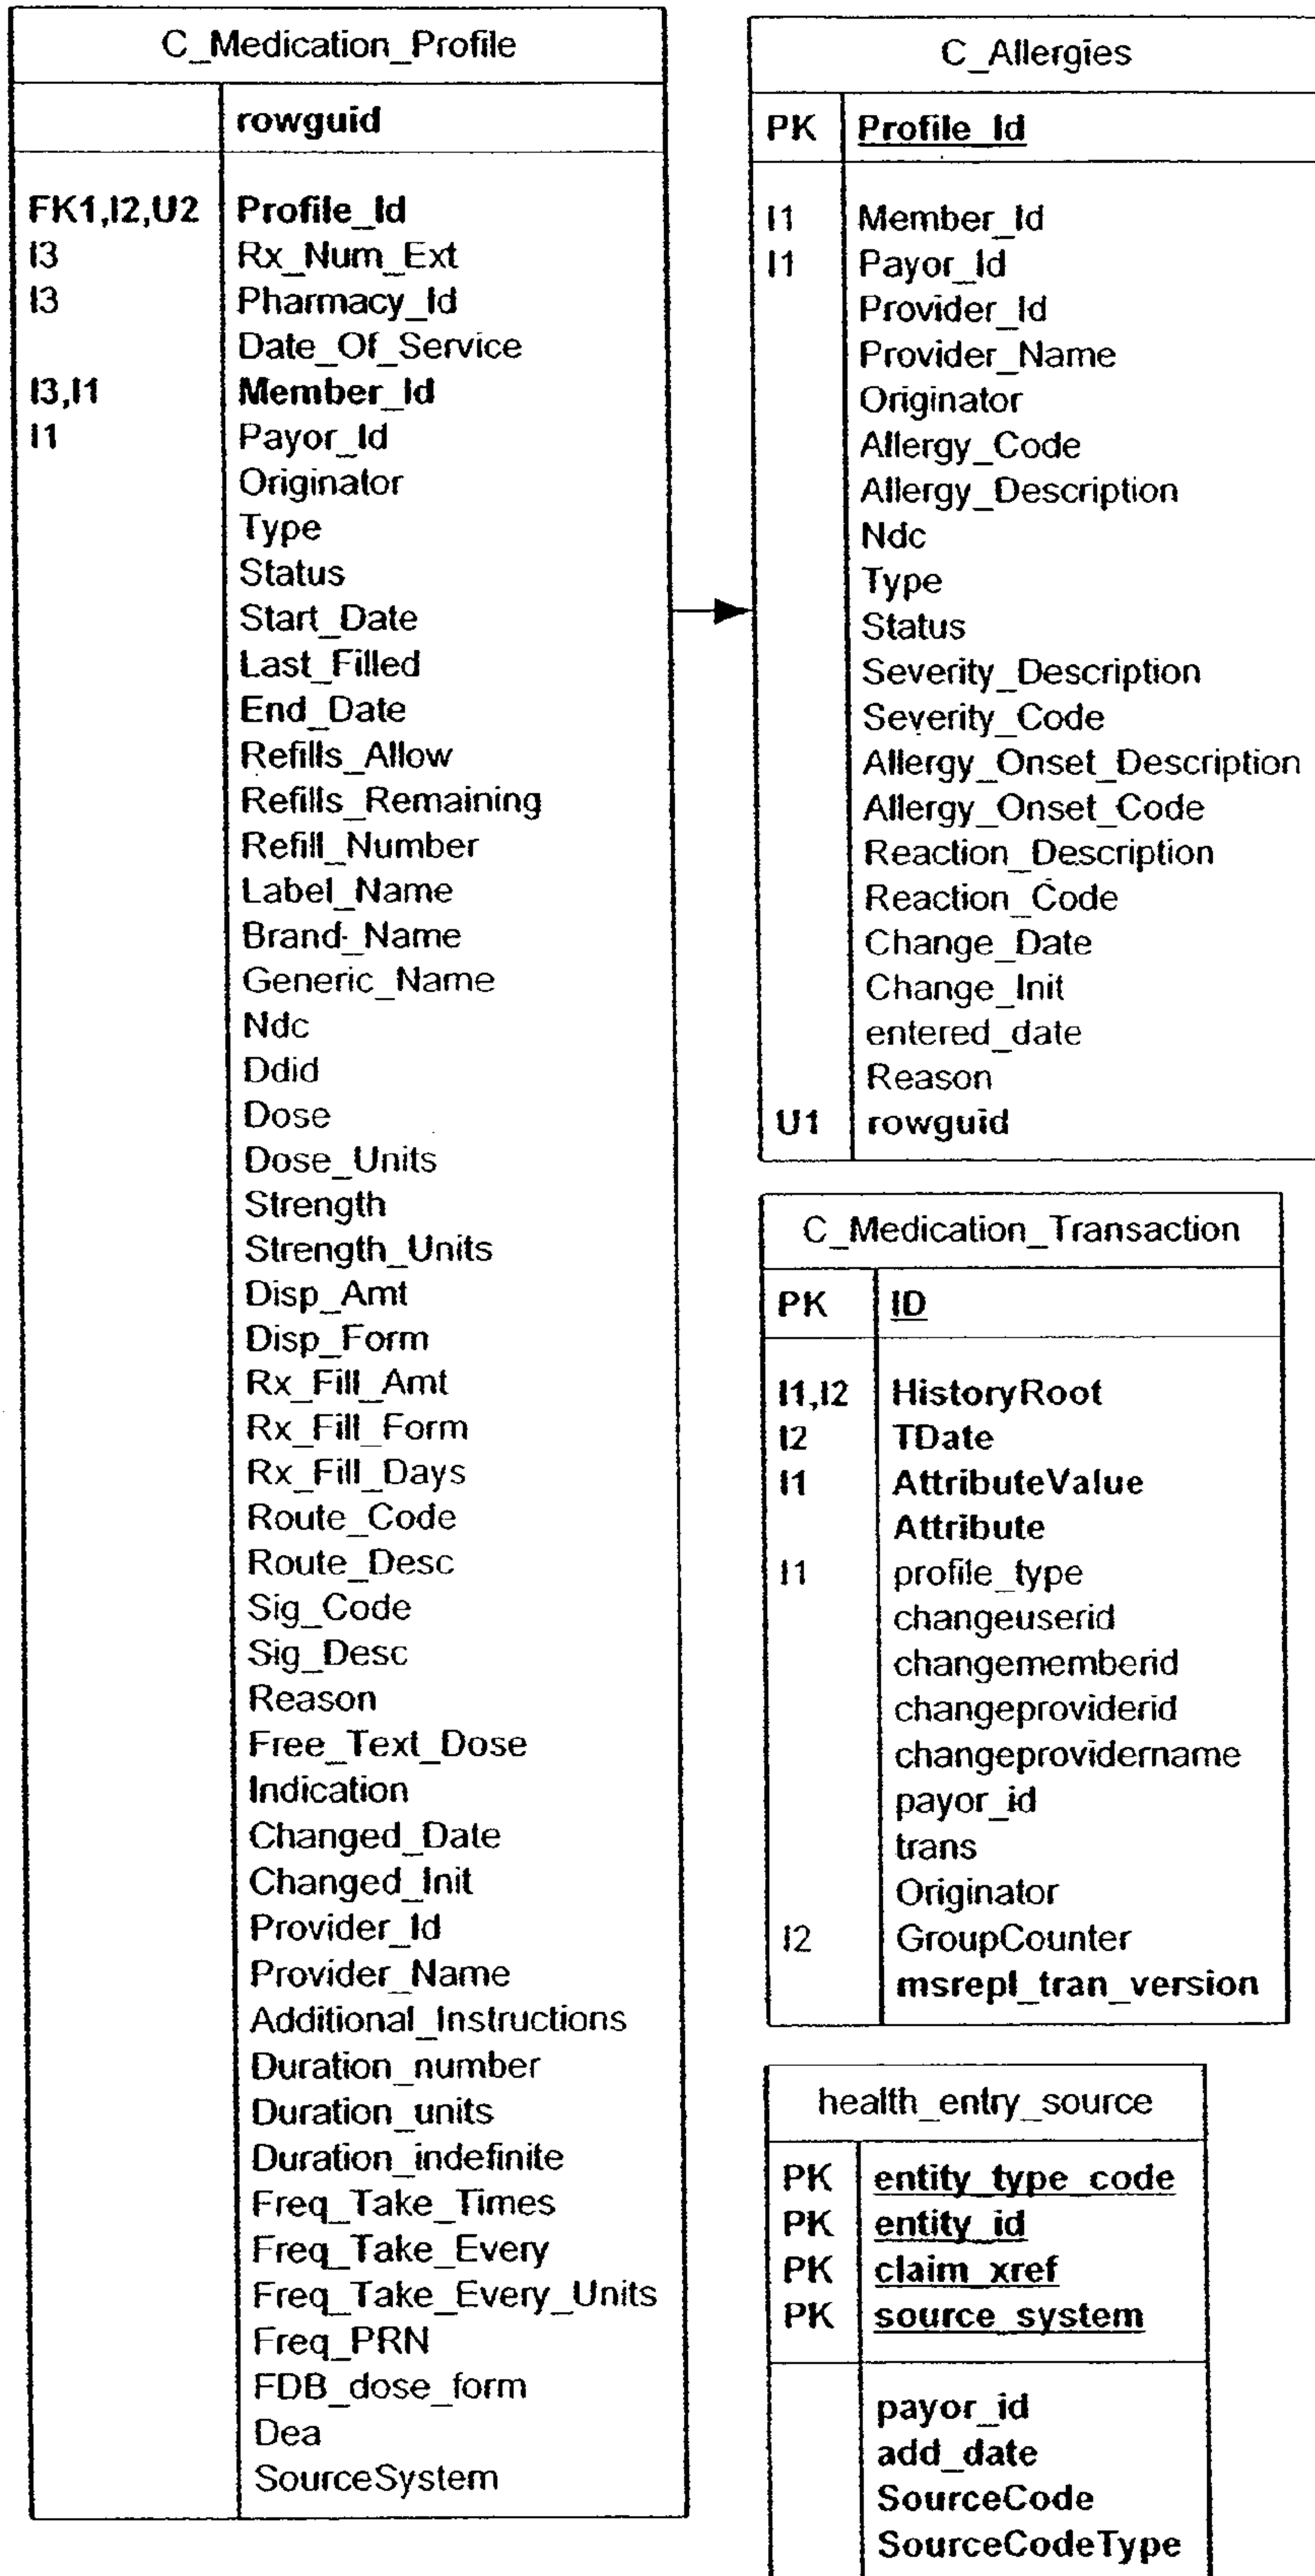 C_Medication_Profile
rowguid
FK1,I2,U2 Profile_Id
I3 Rx_Num_Ext
I3 Pharmacy_Id
Date_Of_Service
I3,I1 Member_Id
I1 Payor_Id
Originator
Type
Status
Start_Date
Last_Filled
End_Date
Refills_Allow
Refills_Remaining
Refill_Number
Label_Name
Brand_Name
Generic_Name
Ndc
Ddid
Dose
Dose_Units
Strength
Strength_Units
Disp_Amt
Disp_Form
Rx_Fill_Amt
Rx_Fill_Form
Rx_Fill_Days
Route_Code
Route_Desc
Sig_Code
Sig_Desc
Reason
Free_Text_Dose
Indication
Changed_Date
Changed_Init
Provider_Id
Provider_Name
Additional_Instructions
Duration_number
Duration_units
Duration_indefinite
Freq_Take_Times
Freq_Take_Every
Freq_Take_Every_Units
Freq_PRN
FDB_dose_form
Dea
SourceSystem
C_Allergies
PK Profile_Id
I1 Member_Id
I1 Payor_Id
Provider_Id
Provider_Name
Originator
Allergy_Code
Allergy_Description
Ndc
Type
Status
Severity_Description
Severity_Code
Allergy_Onset_Description
Allergy_Onset_Code
Reaction_Description
Reaction_Code
Change_Date
Change_Init
entered_date
Reason
U1 rowguid
C_Medication_Transaction
PK ID
I1,I2 HistoryRoot
I2 TDate
I1 AttributeValue
Attribute
I1 profile_type
changeuserid
changememberid
changeproviderid
changeprovidername
payor_id
trans
Originator
I2 GroupCounter
msrepl_tran_version
health_entry_source
PK entity_type_code
PK entity_id
PK claim_xref
PK source_system
payor_id
add_date
SourceCode
SourceCodeType